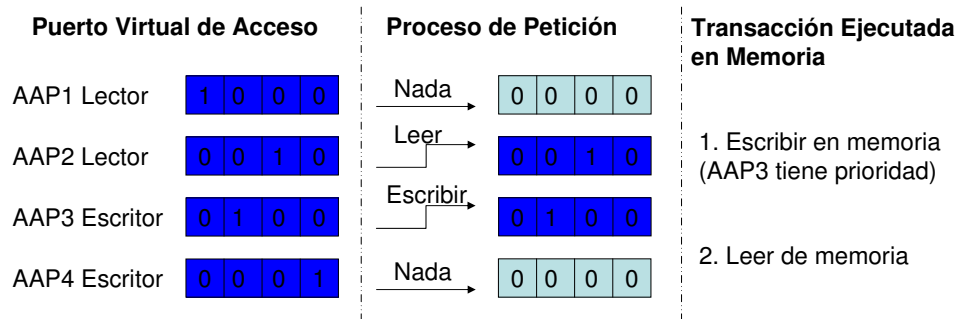 Puerto Virtual de Acceso
Proceso de Petición
Transacción Ejecutada
en Memoria
AAP1 Lector
1 0 0 0
Nada
0 0 0 0
AAP2 Lector
0 0 1 0
Leer
0 0 1 0
1. Escribir en memoria
(AAP3 tiene prioridad)
AAP3 Escritor
0 1 0 0
Escribir
0 1 0 0
AAP4 Escritor
0 0 0 1
Nada
0 0 0 0
2. Leer de memoria